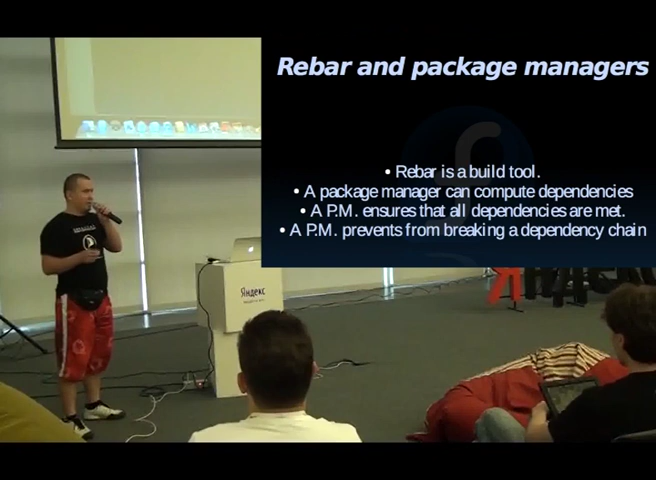 Rebar and package managers
• Rebar is a build tool.
• A package manager can compute dependencies
• A P.M. ensures that all dependencies are met.
• A P.M. prevents from breaking a dependency chain
Яндекс